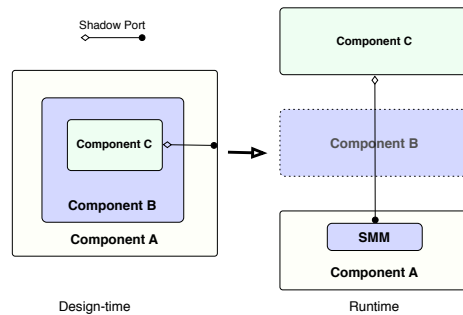 Shadow Port
Component C
Component B
Component A
Component C
Component B
SMM
Component A
Design-time
Runtime